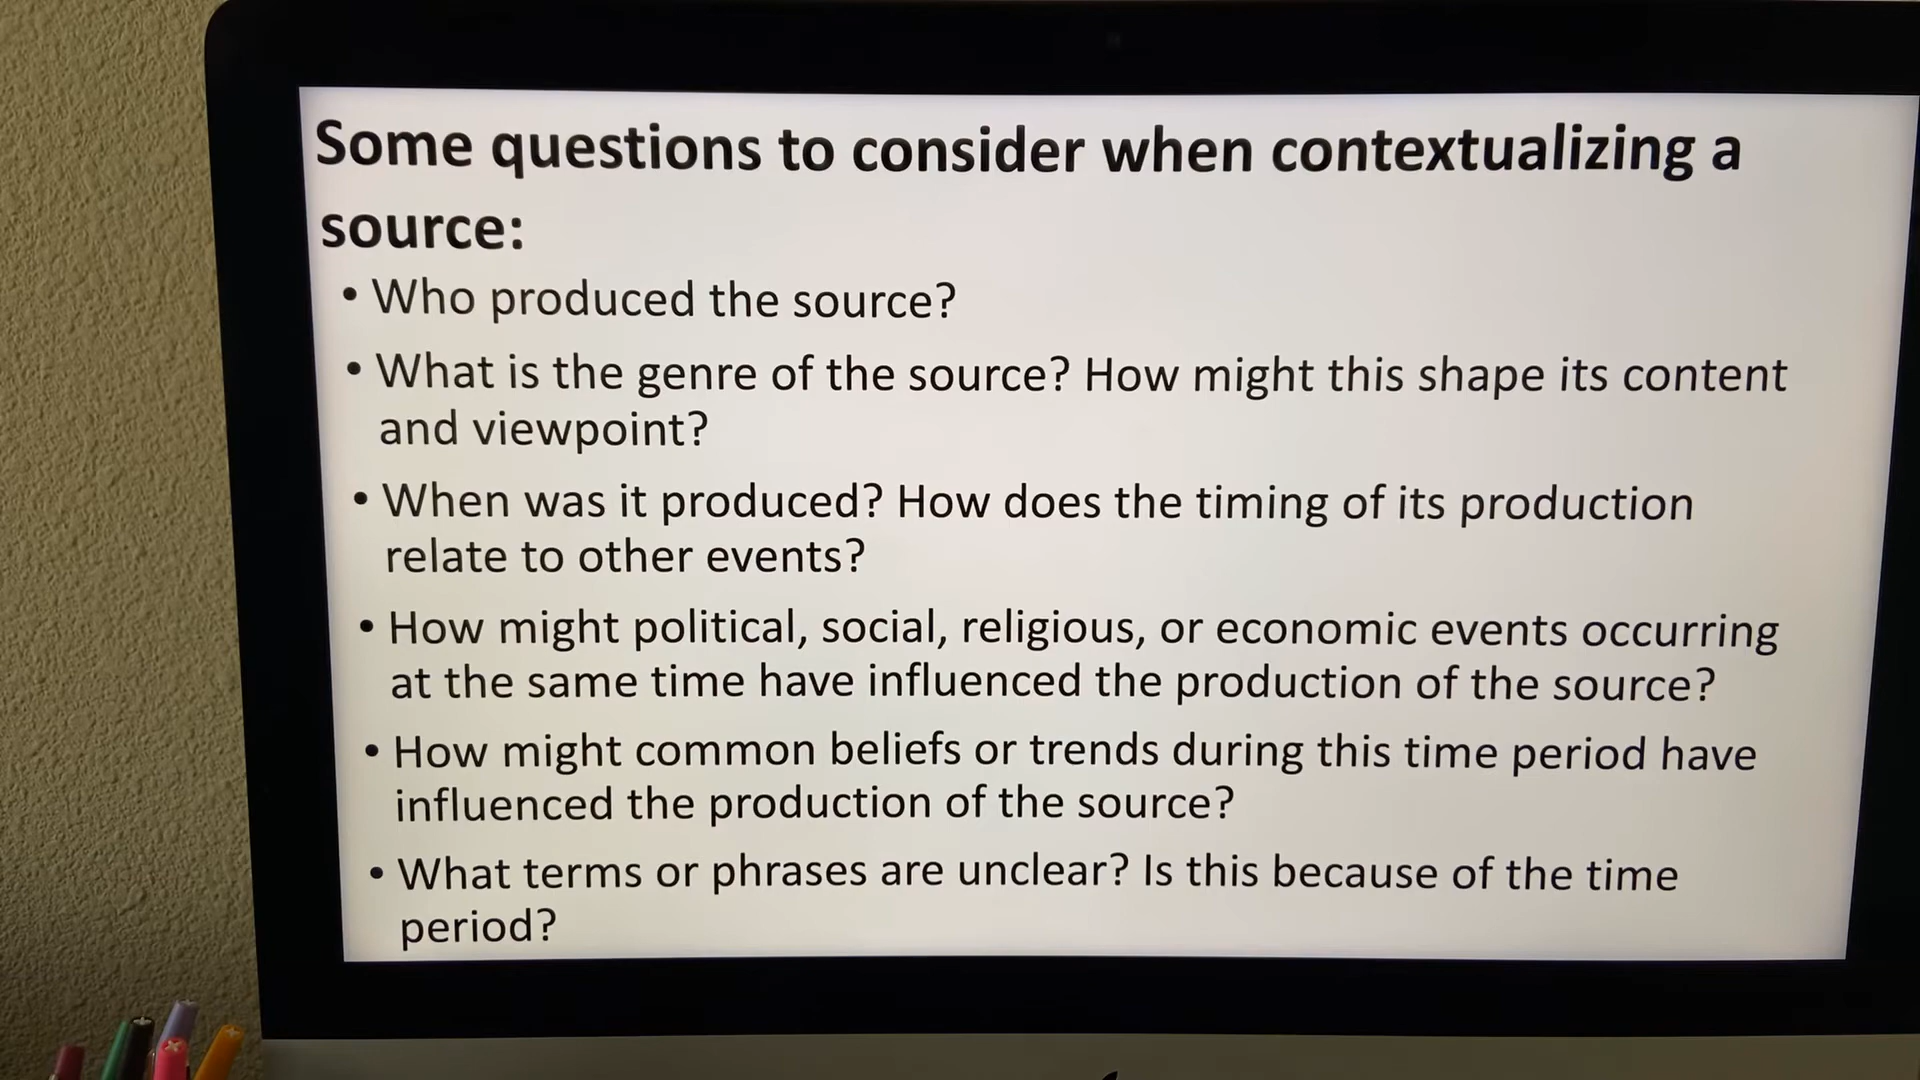 Some questions to consider when contextualizing a
source:
• Who produced the source?
• What is the genre of the source? How might this shape its content
and viewpoint?
• When was it produced? How does the timing of its production
relate to other events?
• How might political, social, religious, or economic events occurring
at the same time have influenced the production of the source?
• How might common beliefs or trends during this time period have
influenced the production of the source?
• What terms or phrases are unclear? Is this because of the time
period?